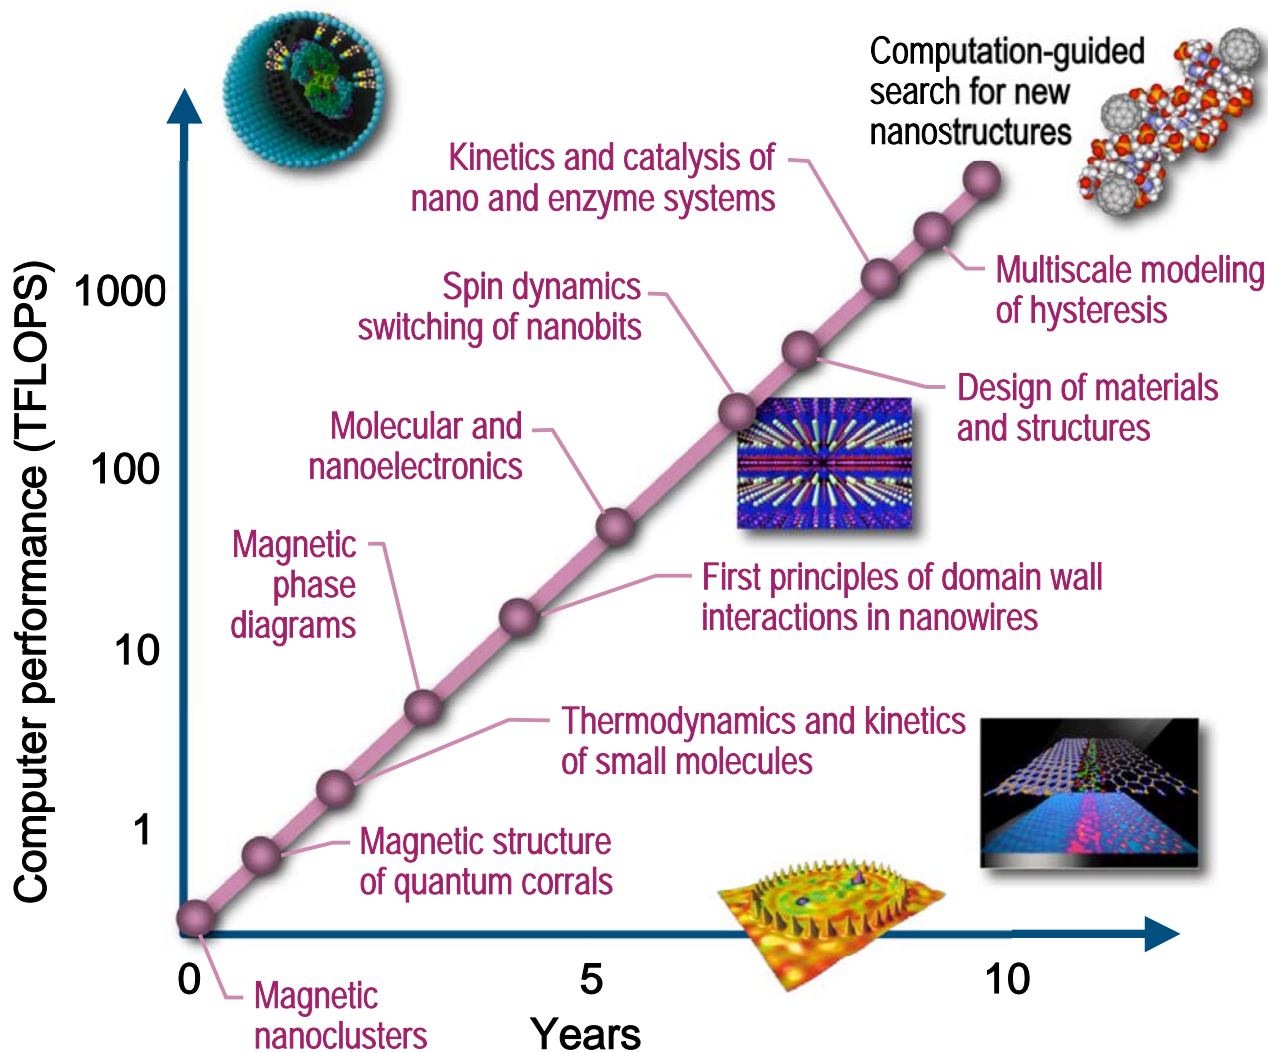 Computation-guided
search for new
nanostructures
Kinetics and catalysis of
nano and enzyme systems
Multiscale modeling
of hysteresis
Spin dynamics
switching of nanobits
Design of materials
and structures
Molecular and
nanoelectronics
Magnetic
phase
diagrams
First principles of domain wall
interactions in nanowires
Thermodynamics and kinetics
of small molecules
Magnetic structure
of quantum corrals
Magnetic
nanoclusters
Computer performance (TFLOPS)
1000
100
10
1
0
5
10
Years